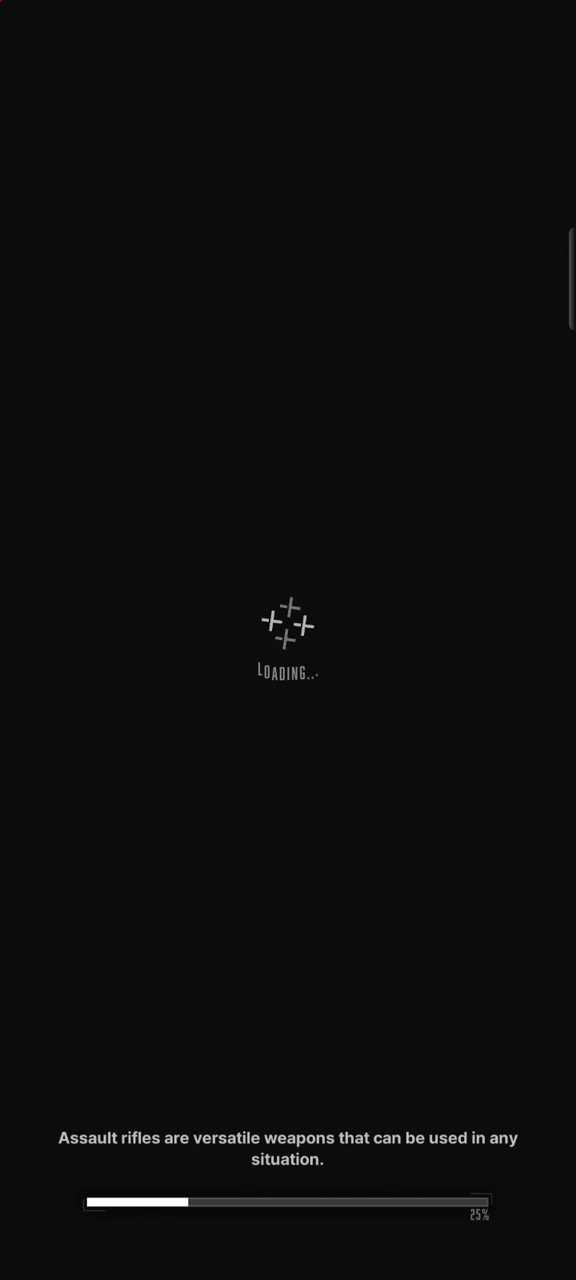 LOADING...
Assault rifles are versatile weapons that can be used in any
situation.
25%